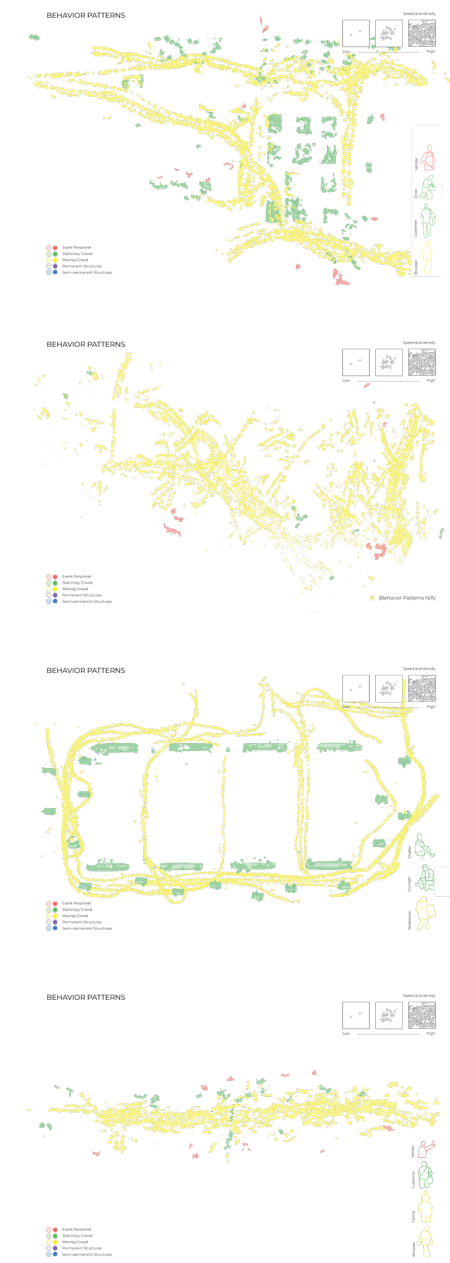 BEHAVIOR PATTERNS
Speed and density
Low
High
Vendor
Diner
Customer
Browser
Event Personnel
Stationary Crowd
Moving Crowd
Permanent Structures
Semi-permanent Structures
BEHAVIOR PATTERNS
Speed and density
Low
High
Event Personnel
Stationary Crowd
Moving Crowd
Permanent Structures
Semi-permanent Structures
(Behavior Patterns N/A)
BEHAVIOR PATTERNS
Speed and density
Low
High
Chatter
Lounger
Pedestrian
Event Personnel
Stationary Crowd
Moving Crowd
Permanent Structures
Semi-permanent Structures
BEHAVIOR PATTERNS
Speed and density
Low
High
Vendor
Customer
Family
Browser
Event Personnel
Stationary Crowd
Moving Crowd
Permanent Structures
Semi-permanent Structures